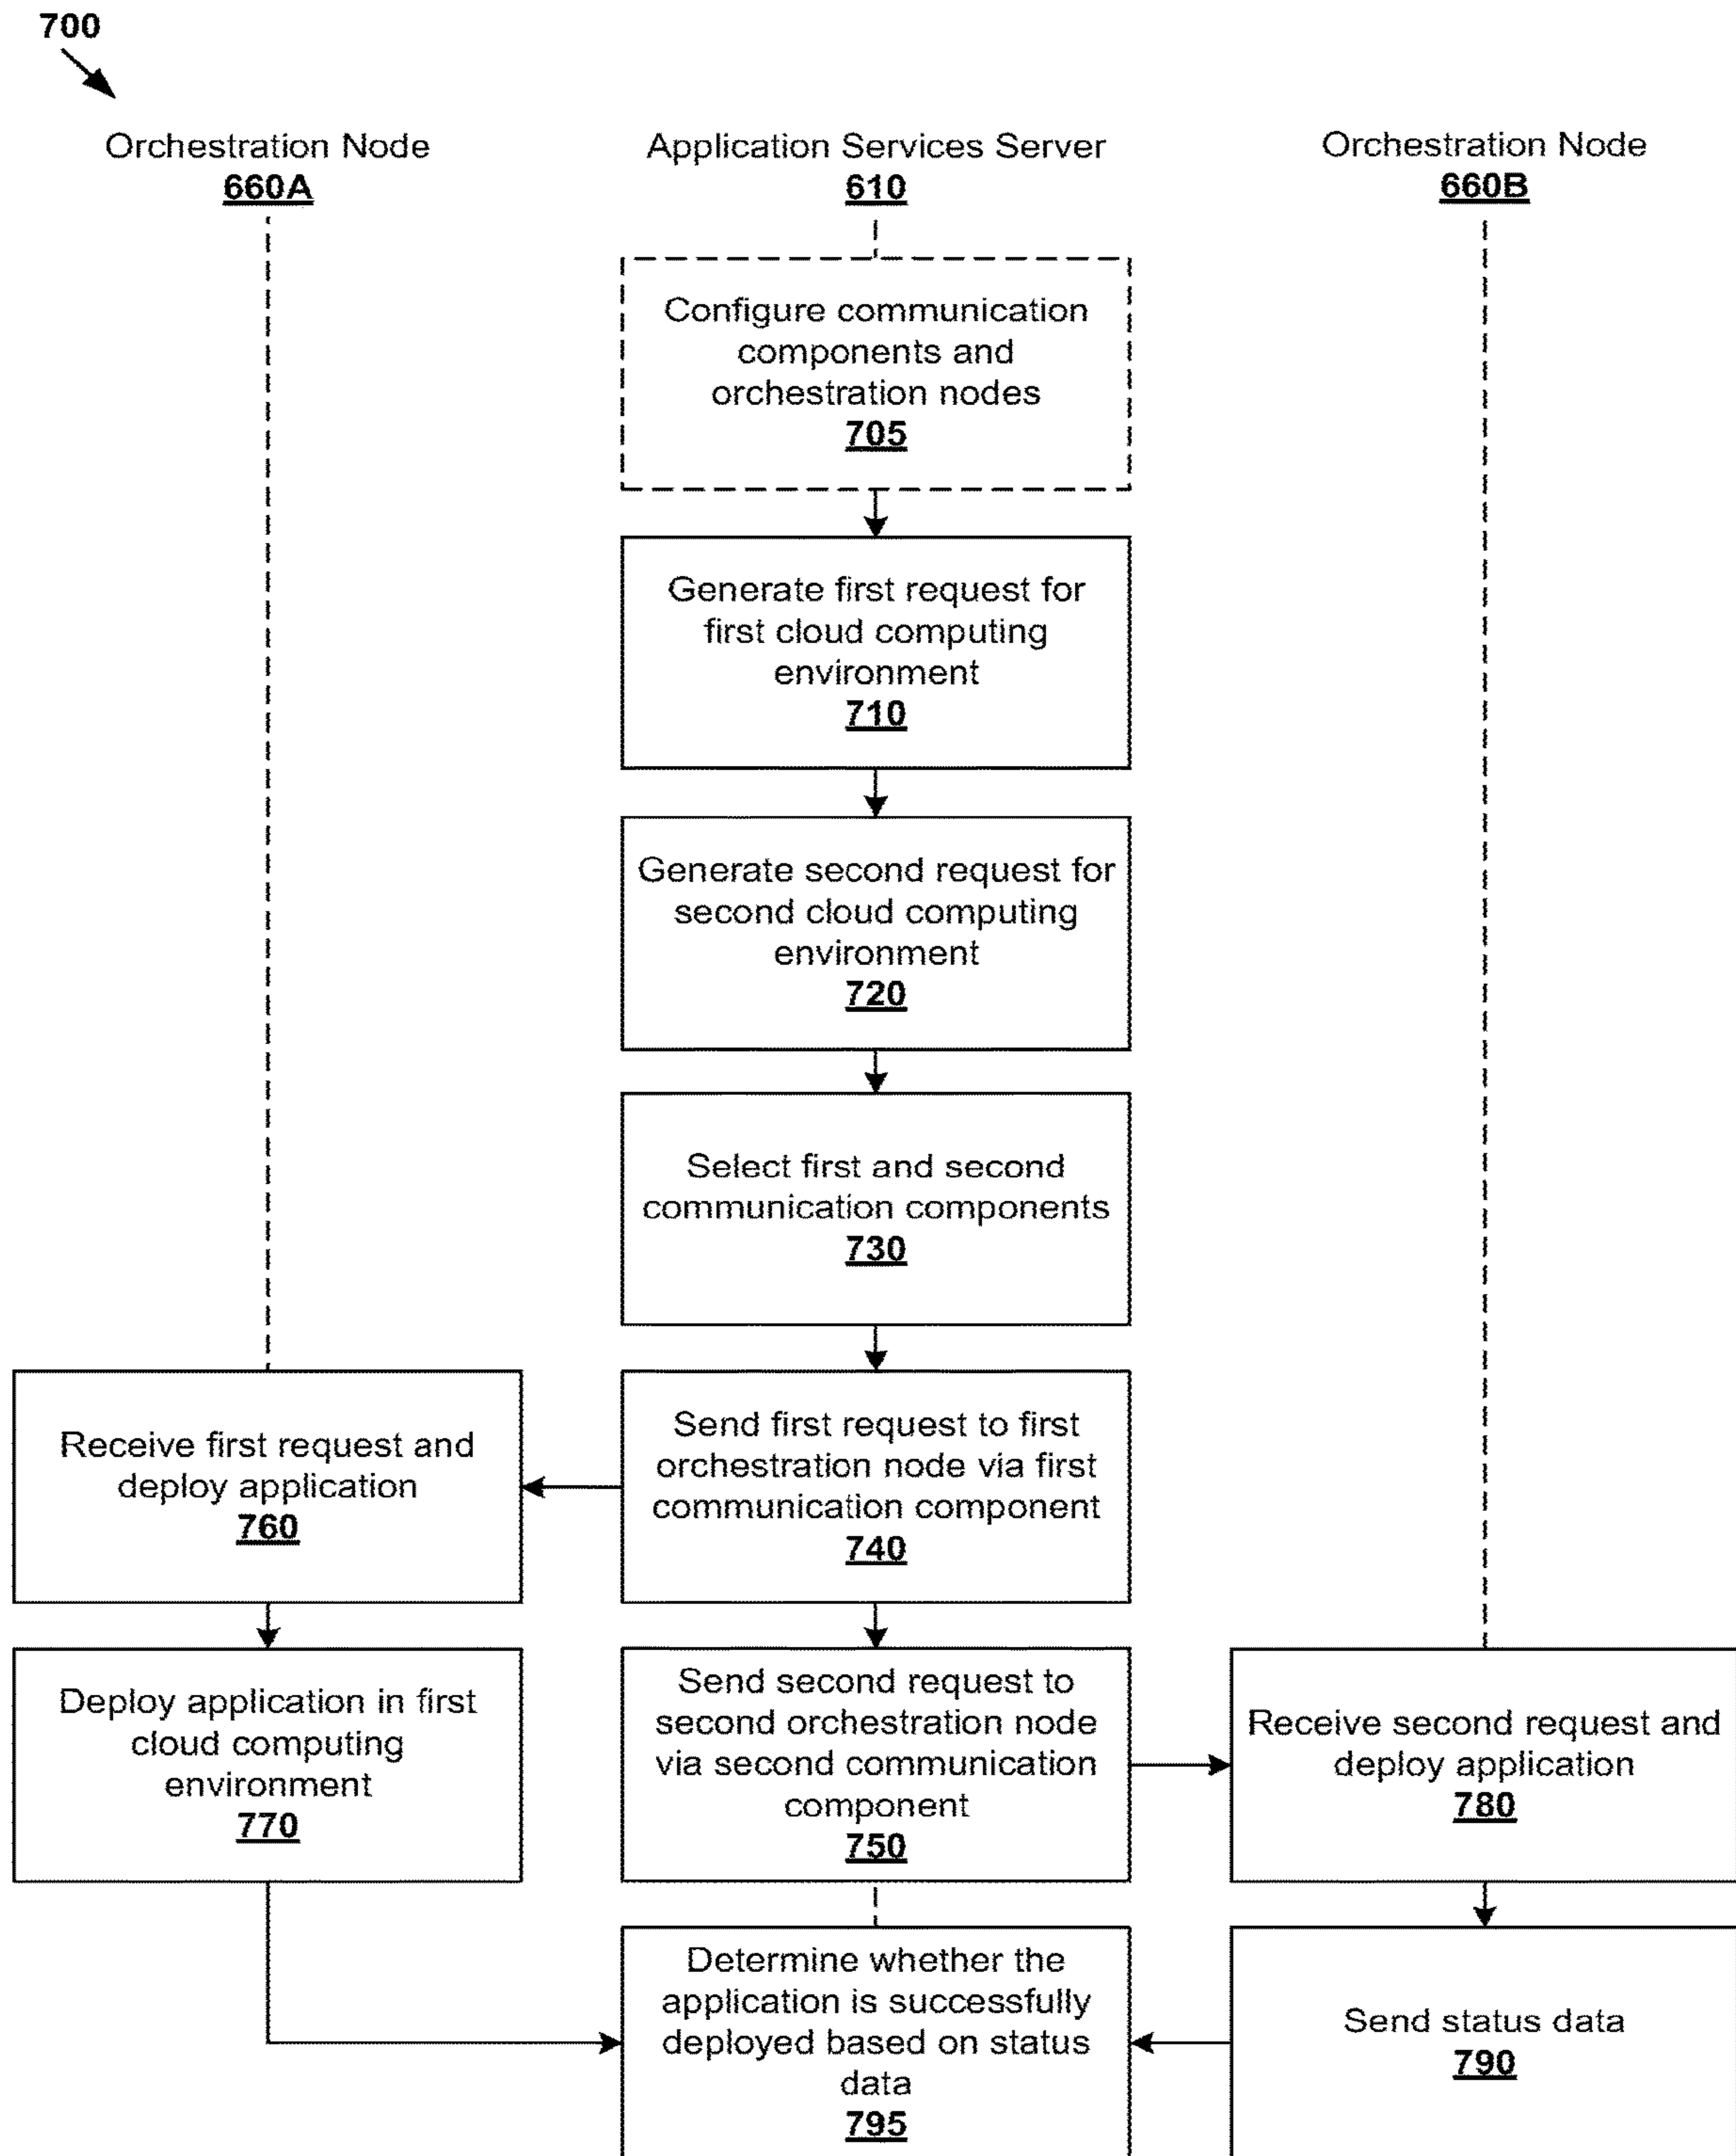 700
Orchestration Node
660A
Application Services Server
610
Orchestration Node
660B
Configure communication
components and
orchestration nodes
705
Generate first request for
first cloud computing
environment
710
Generate second request for
second cloud computing
environment
720
Select first and second
communication components
730
Receive first request and
deploy application
760
Send first request to first
orchestration node via first
communication component
740
Deploy application in first
cloud computing
environment
770
Send second request to
second orchestration node
via second communication
component
750
Receive second request and
deploy application
780
Determine whether the
application is successfully
deployed based on status
data
795
Send status data
790